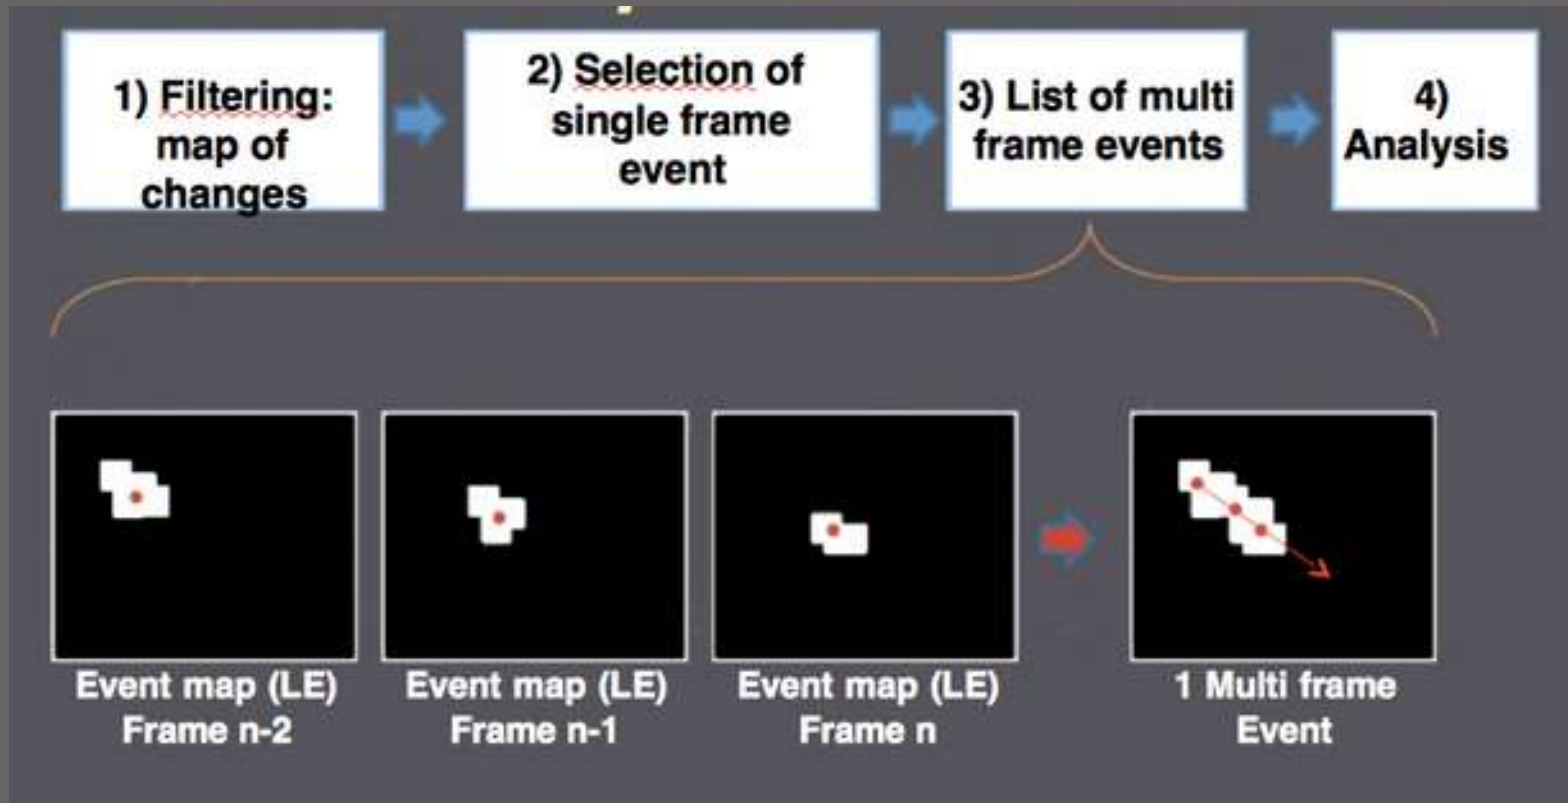 1) Filtering:
map of
changes
2) Selection of
single frame
event
3) List of multi
frame events
4)
Analysis
Event map (LE)
Frame n-2
Event map (LE)
Frame n-1
Event map (LE)
Frame n
1 Multi frame
Event